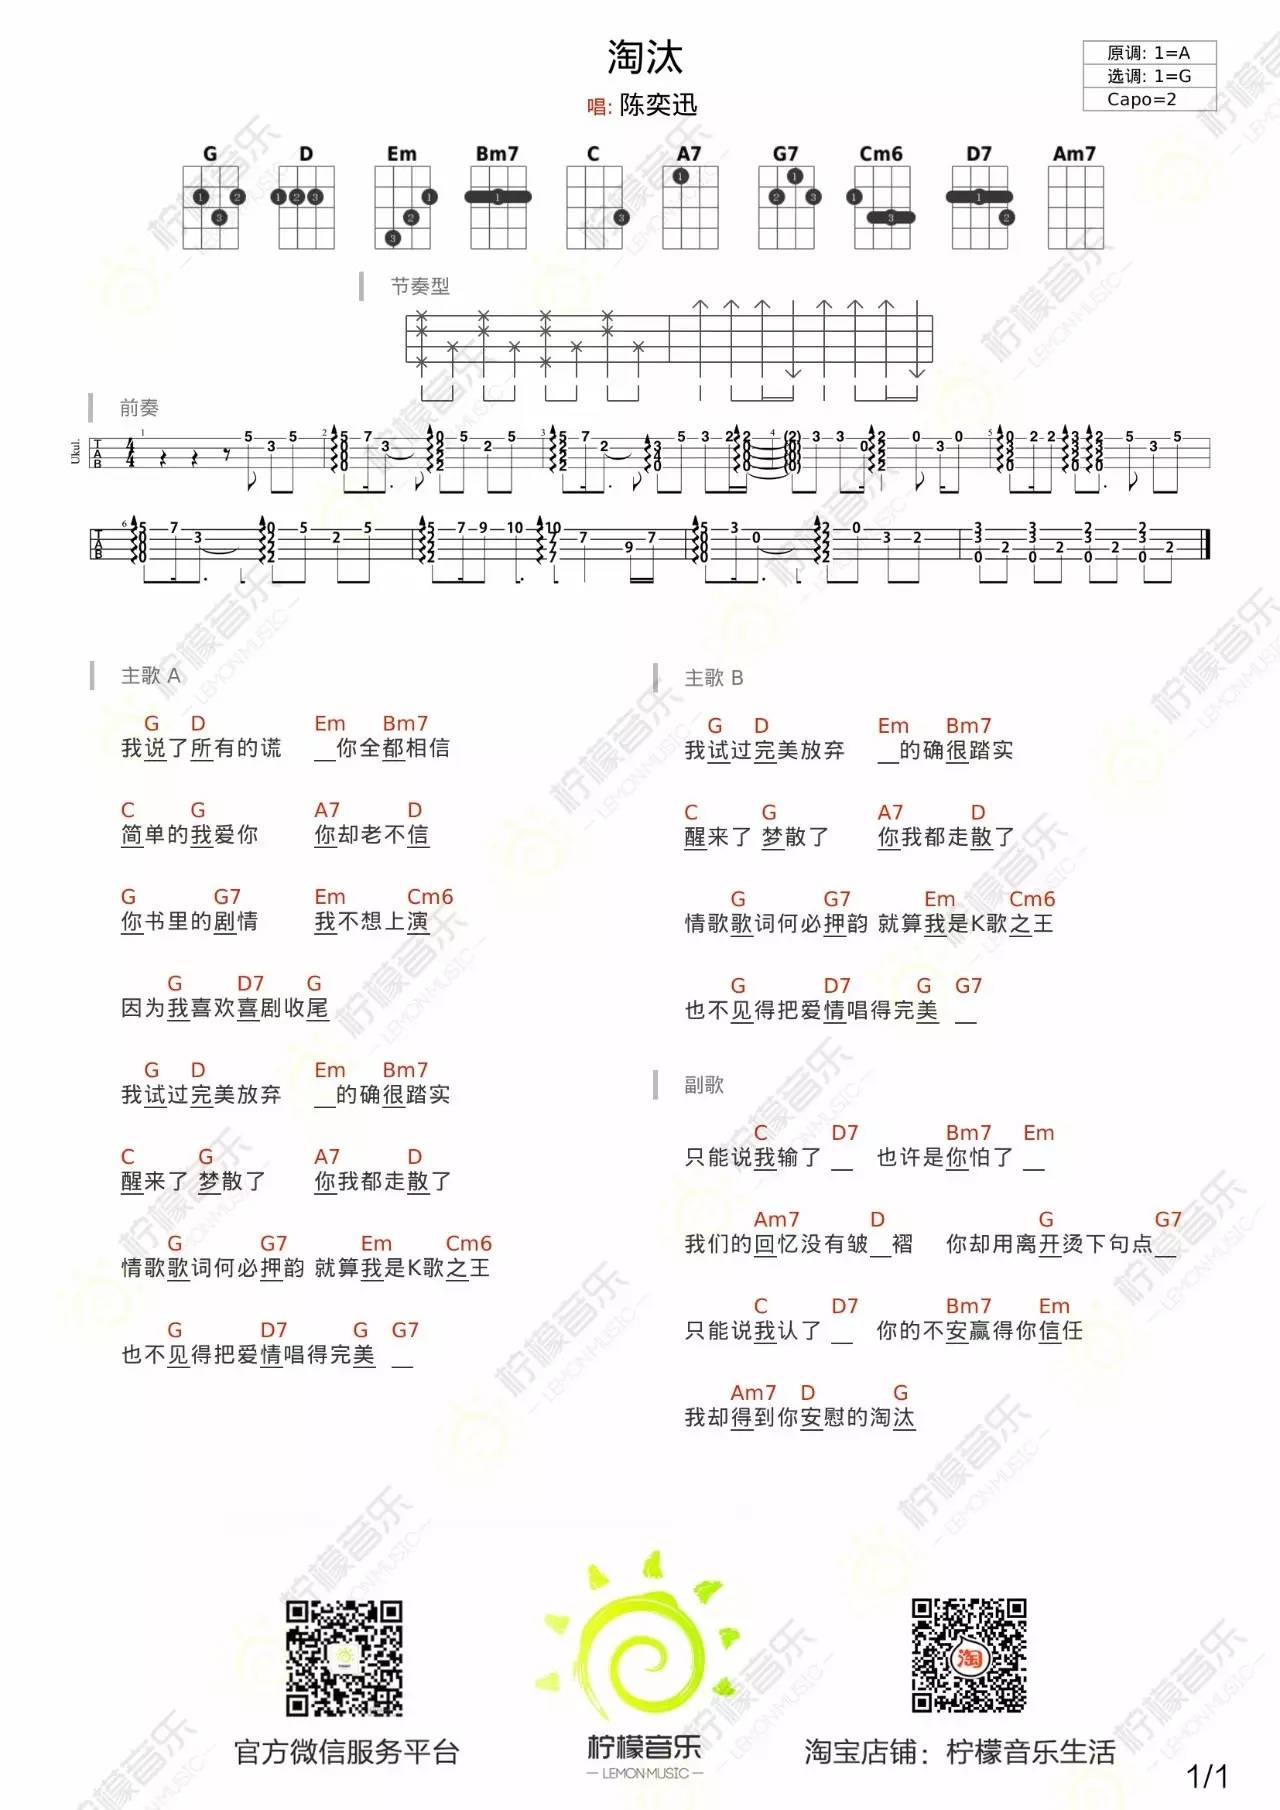 淘汰
唱: 陈奕迅
原调: 1=A
选调: 1=G
Capo=2
G D Em Bm7 C A7 G7 Cm6 D7 Am7
节奏型
前奏
Ukul.
主歌 A
G D Em Bm7
我说了所有的谎 _你全都相信
C G A7 D
简单的我爱你 你却老不信
G G7 Em Cm6
你书里的剧情 我不想上演
G D7 G
因为我喜欢喜剧收尾
G D Em Bm7
我试过完美放弃 _的确很踏实
C G A7 D
醒来了 梦散了 你我都走散了
G G7 Em Cm6
情歌歌词何必押韵 就算我是K歌之王
G D7 G G7
也不见得把爱情唱得完美 _
主歌 B
G D Em Bm7
我试过完美放弃 _的确很踏实
C G A7 D
醒来了 梦散了 你我都走散了
G G7 Em Cm6
情歌歌词何必押韵 就算我是K歌之王
G D7 G G7
也不见得把爱情唱得完美 _
副歌
C D7 Bm7 Em
只能说我输了 _ 也许是你怕了 _
Am7 D G G7
我们的回忆没有皱_褶 你却用离开烫下句点_
C D7 Bm7 Em
只能说我认了 _ 你的不安赢得你信任
Am7 D G
我却得到你安慰的淘汰
官方微信服务平台
柠檬音乐
LEMON MUSIC
淘
淘宝店铺：柠檬音乐生活
1/1